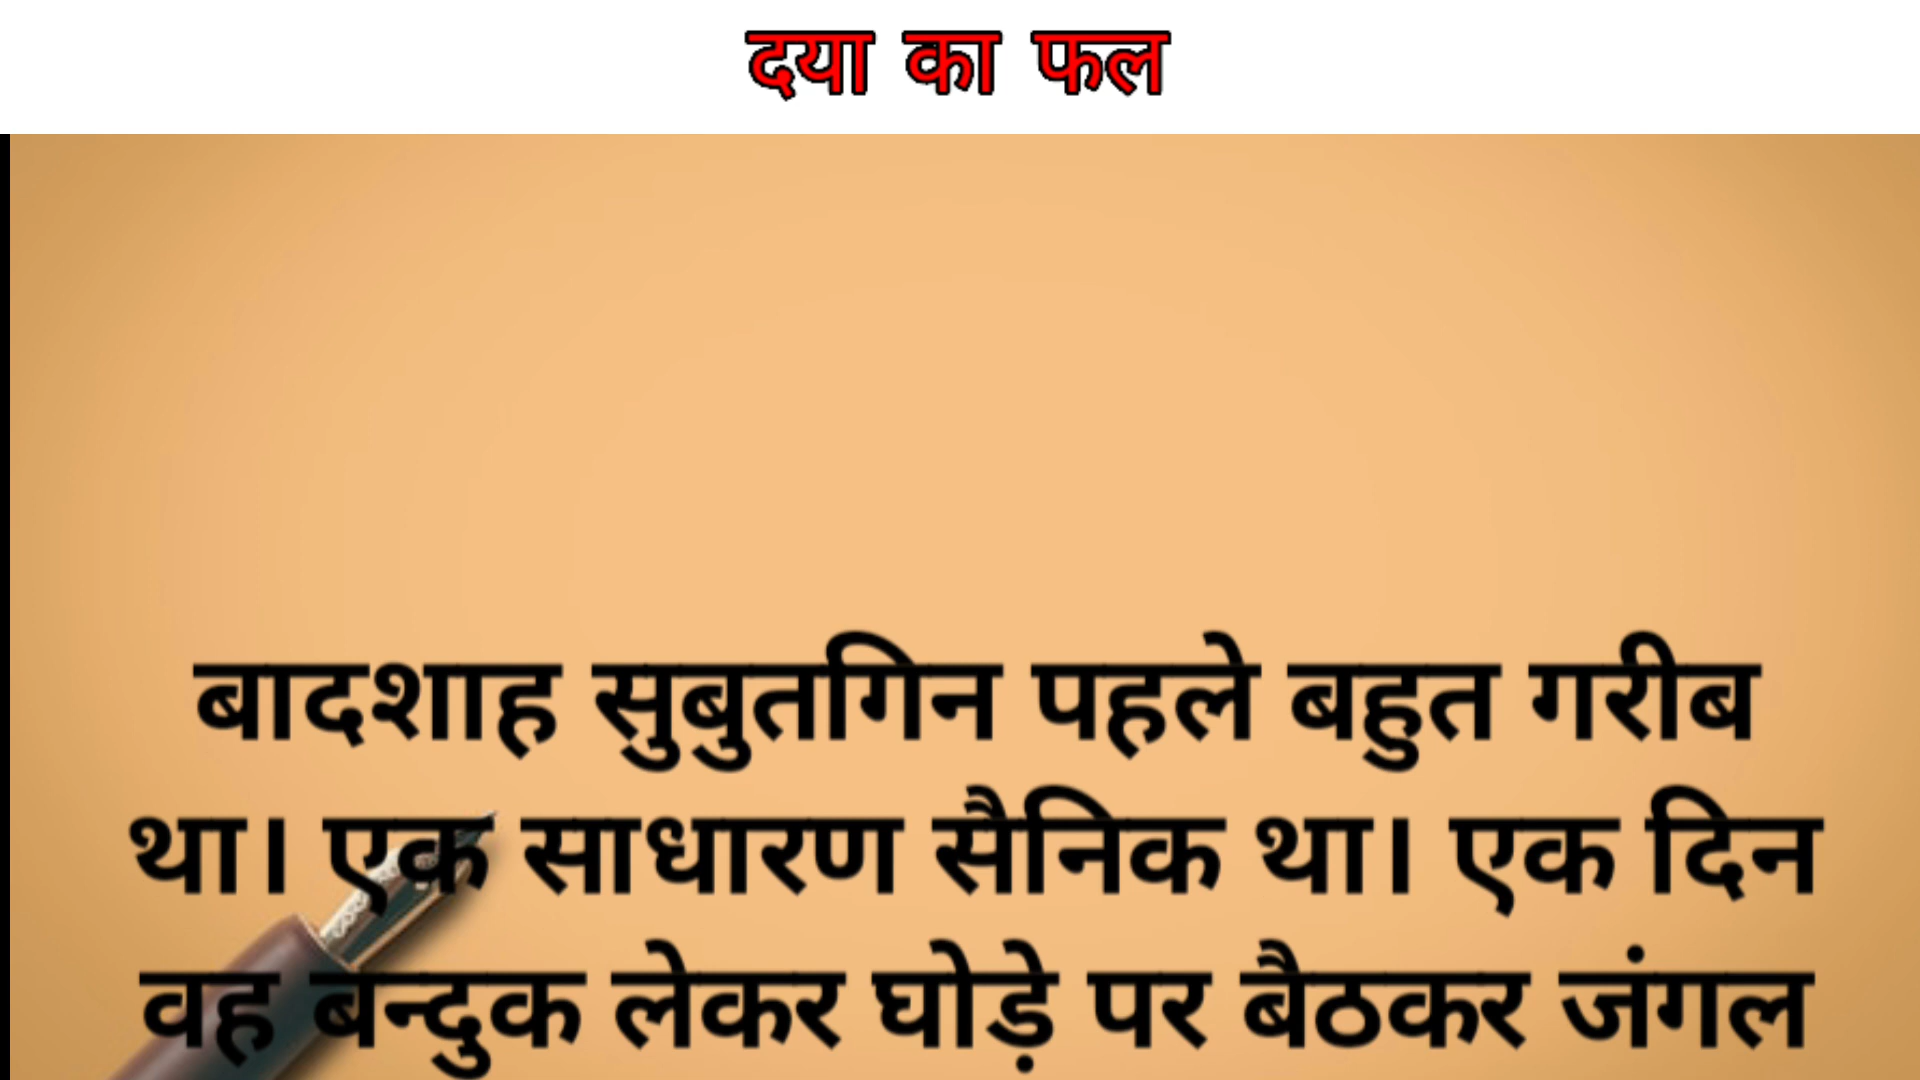 दया का फल
बादशाह सुबुतगिन पहले बहुत गरीब
था। एक साधारण सैनिक था। एक दिन
वह बन्दुक लेकर घोड़े पर बैठकर जंगल